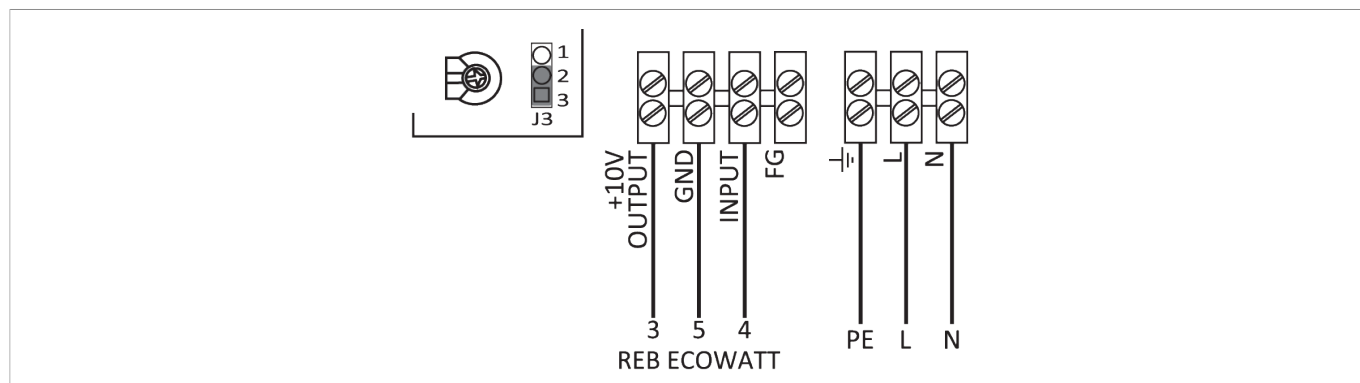 1
2
3
J3
+10V
OUTPUT
GND
INPUT
FG
L
N
3 5 4
REB ECOWATT
PE L N